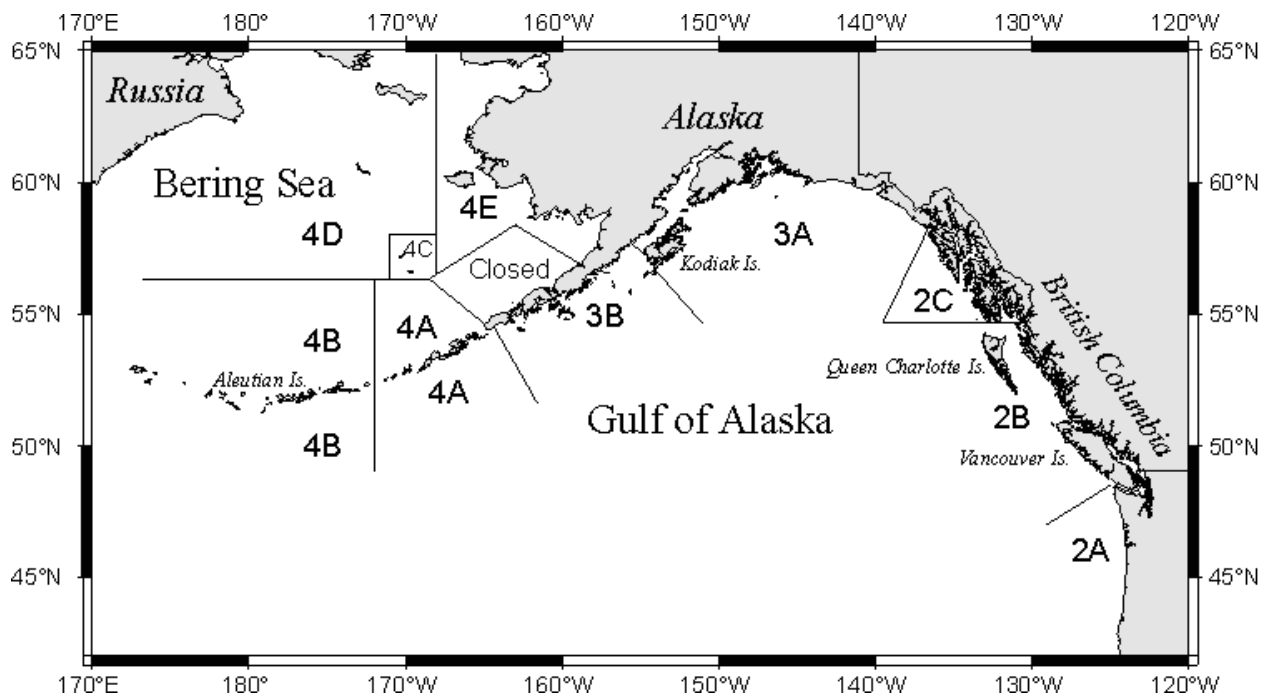 170°E 180° 170°W 160°W 150°W 140°W 130°W 120°W
65°N 65°N
Russia
Alaska
60°N 60°N
Bering Sea
4E
4D
3A
4C
Kodiak Is.
Closed
55°N 55°N
4B
4A
3B
2C
British Columbia
Aleutian Is.
4A
Queen Charlotte Is.
Gulf of Alaska
2B
50°N 50°N
4B
Vancouver Is.
2A
45°N 45°N
170°E 180° 170°W 160°W 150°W 140°W 130°W 120°W